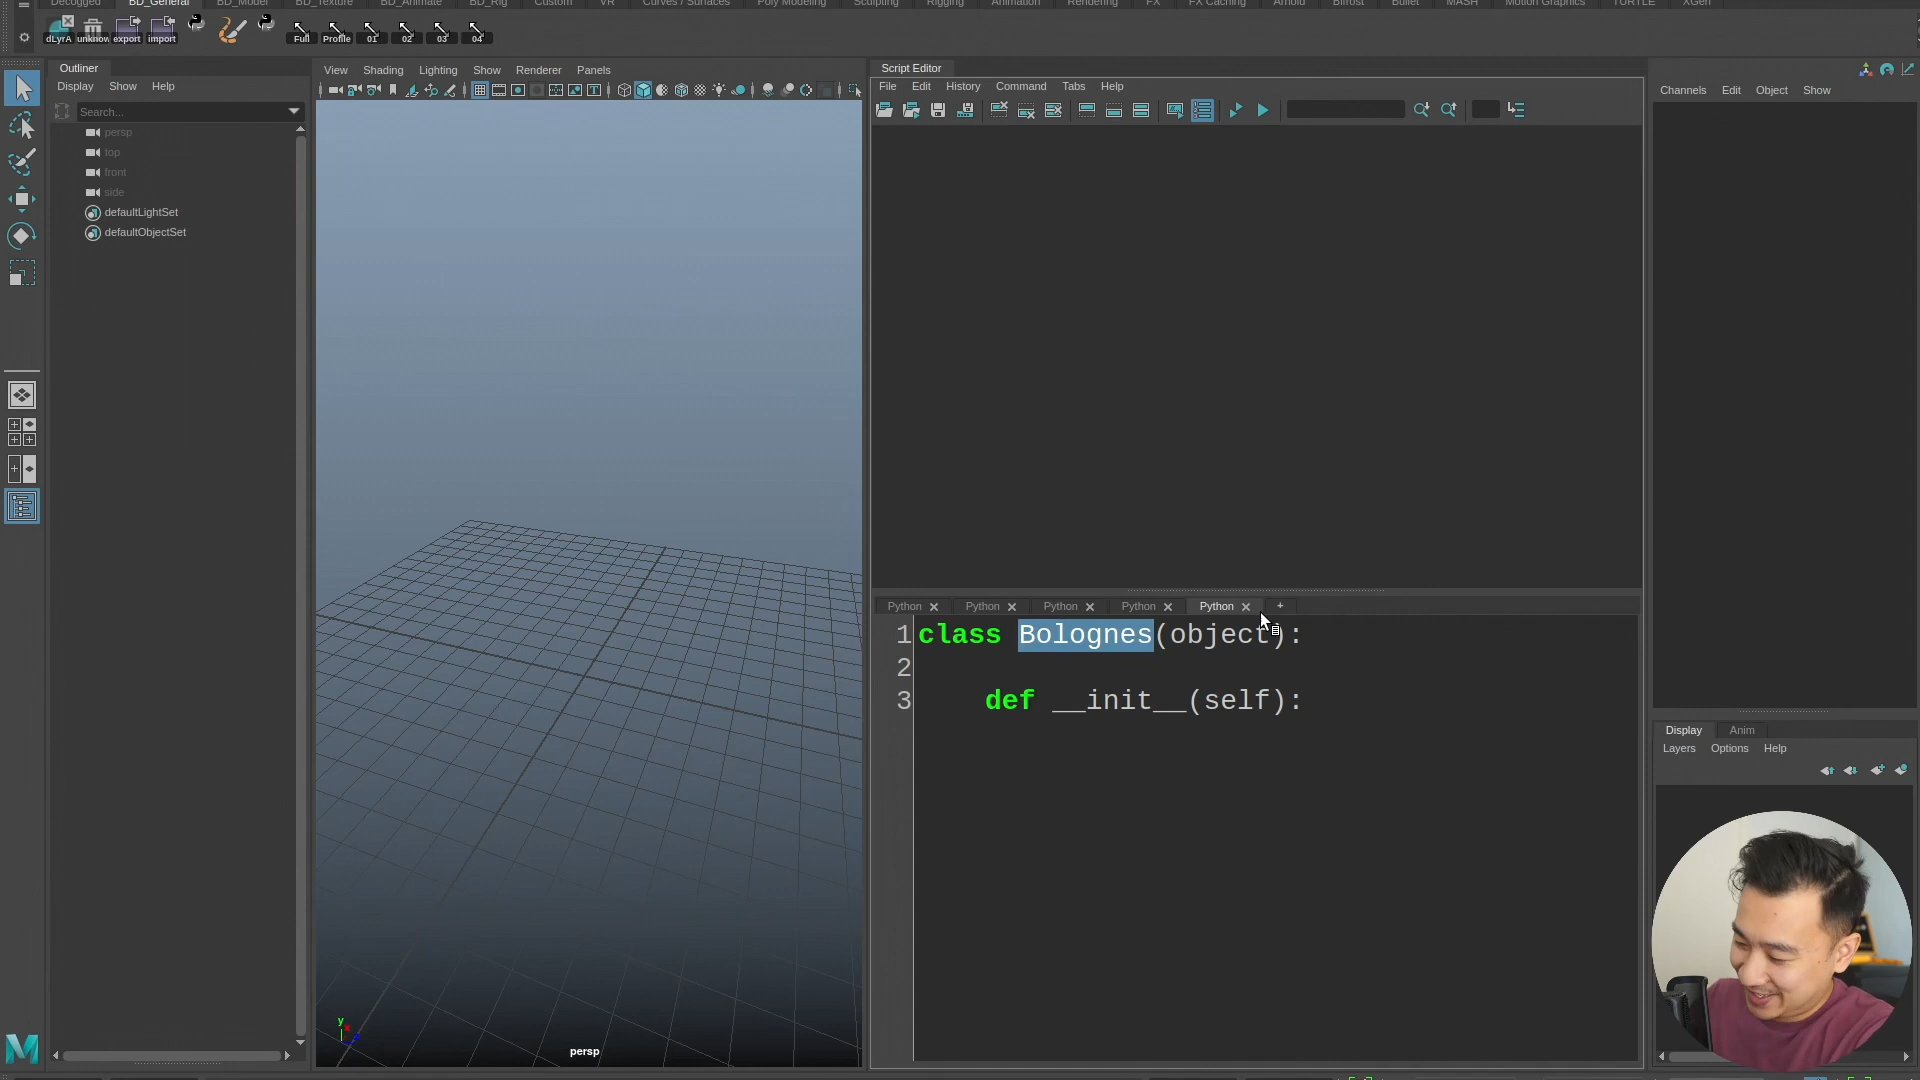 Decogged BD_General BD_Model BD_Texture BD_Animate BD_Rig Custom VR Curves / Surfaces Poly Modeling Sculpting Rigging Animation Rendering FX FX Caching Arnold Bifrost Bullet MASH Motion Graphics TURTLE XGen
dLyrA unknow export import Full Profile 01 02 03 04
Outliner
Display Show Help
Search...
persp
top
front
side
defaultLightSet
defaultObjectSet
View Shading Lighting Show Renderer Panels
persp
y
Script Editor
File Edit History Command Tabs Help
Python Python Python Python Python +
1 class Bolognes(object):
2
3 def __init__(self):
Channels Edit Object Show
Display Anim
Layers Options Help